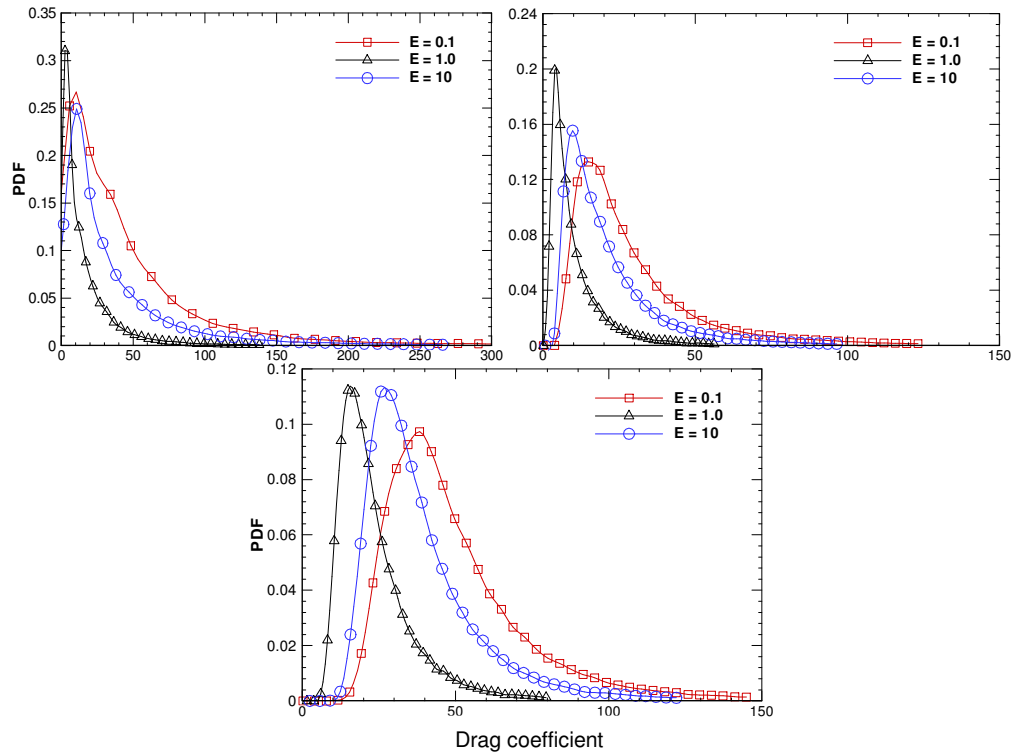 0.35
0.3
0.25
0.2
0.15
0.1
0.05
0
PDF
E = 0.1
E = 1.0
E = 10
0 50 100 150 200 250 300
0.24
0.2
0.16
0.12
0.08
0.04
0
E = 0.1
E = 1.0
E = 10
0 50 100 150
0.12
0.1
0.08
0.06
0.04
0.02
0
PDF
E = 0.1
E = 1.0
E = 10
0 50 100 150
Drag coefficient